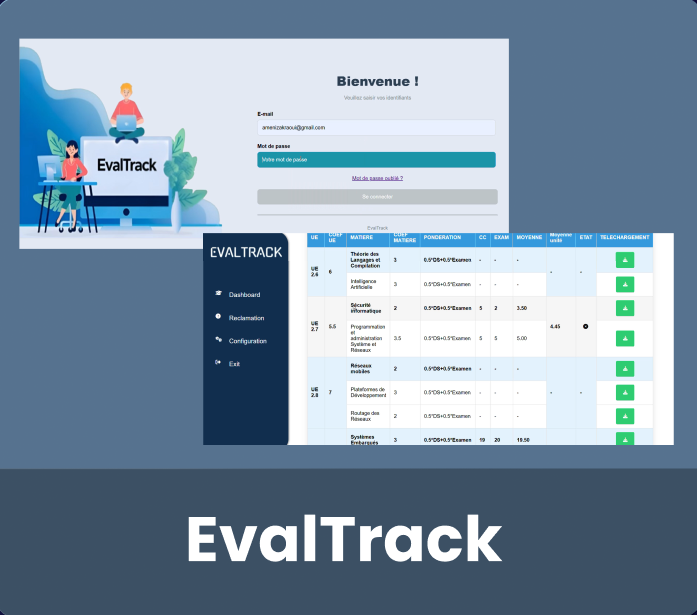 Bienvenue !
Veuillez saisir vos identifiants
E-mail
amenizakraoui@gmail.com
Mot de passe
Votre mot de passe
Mot de passe oublié ?
Se connecter
EvalTrack
EvalTrack
EVALTRACK
Dashboard
Reclamation
Configuration
Exit
UE COEF UE MATIERE COEF MATIERE PONDERATION CC EXAM MOYENNE Moyenne unité ETAT TELECHARGEMENT
UE 2.6 6 Théorie des Langages et Compilation 3 0.5*DS+0.5*Examen - - - - -
Intelligence Artificielle 3 0.5*DS+0.5*Examen - - -
UE 2.7 5.5 Sécurité informatique 2 0.5*DS+0.5*Examen 5 2 3.50 4.45
Programmation et administration Système et Réseaux 3.5 0.5*DS+0.5*Examen 5 5 5.00
UE 2.8 7 Réseaux mobiles 2 0.5*DS+0.5*Examen - - - - -
Plateformes de Développement 3 0.5*DS+0.5*Examen - - -
Routage des Réseaux 2 0.5*DS+0.5*Examen - - -
Systèmes Embarqués 3 0.5*DS+0.5*Examen 19 20 19.50
EvalTrack